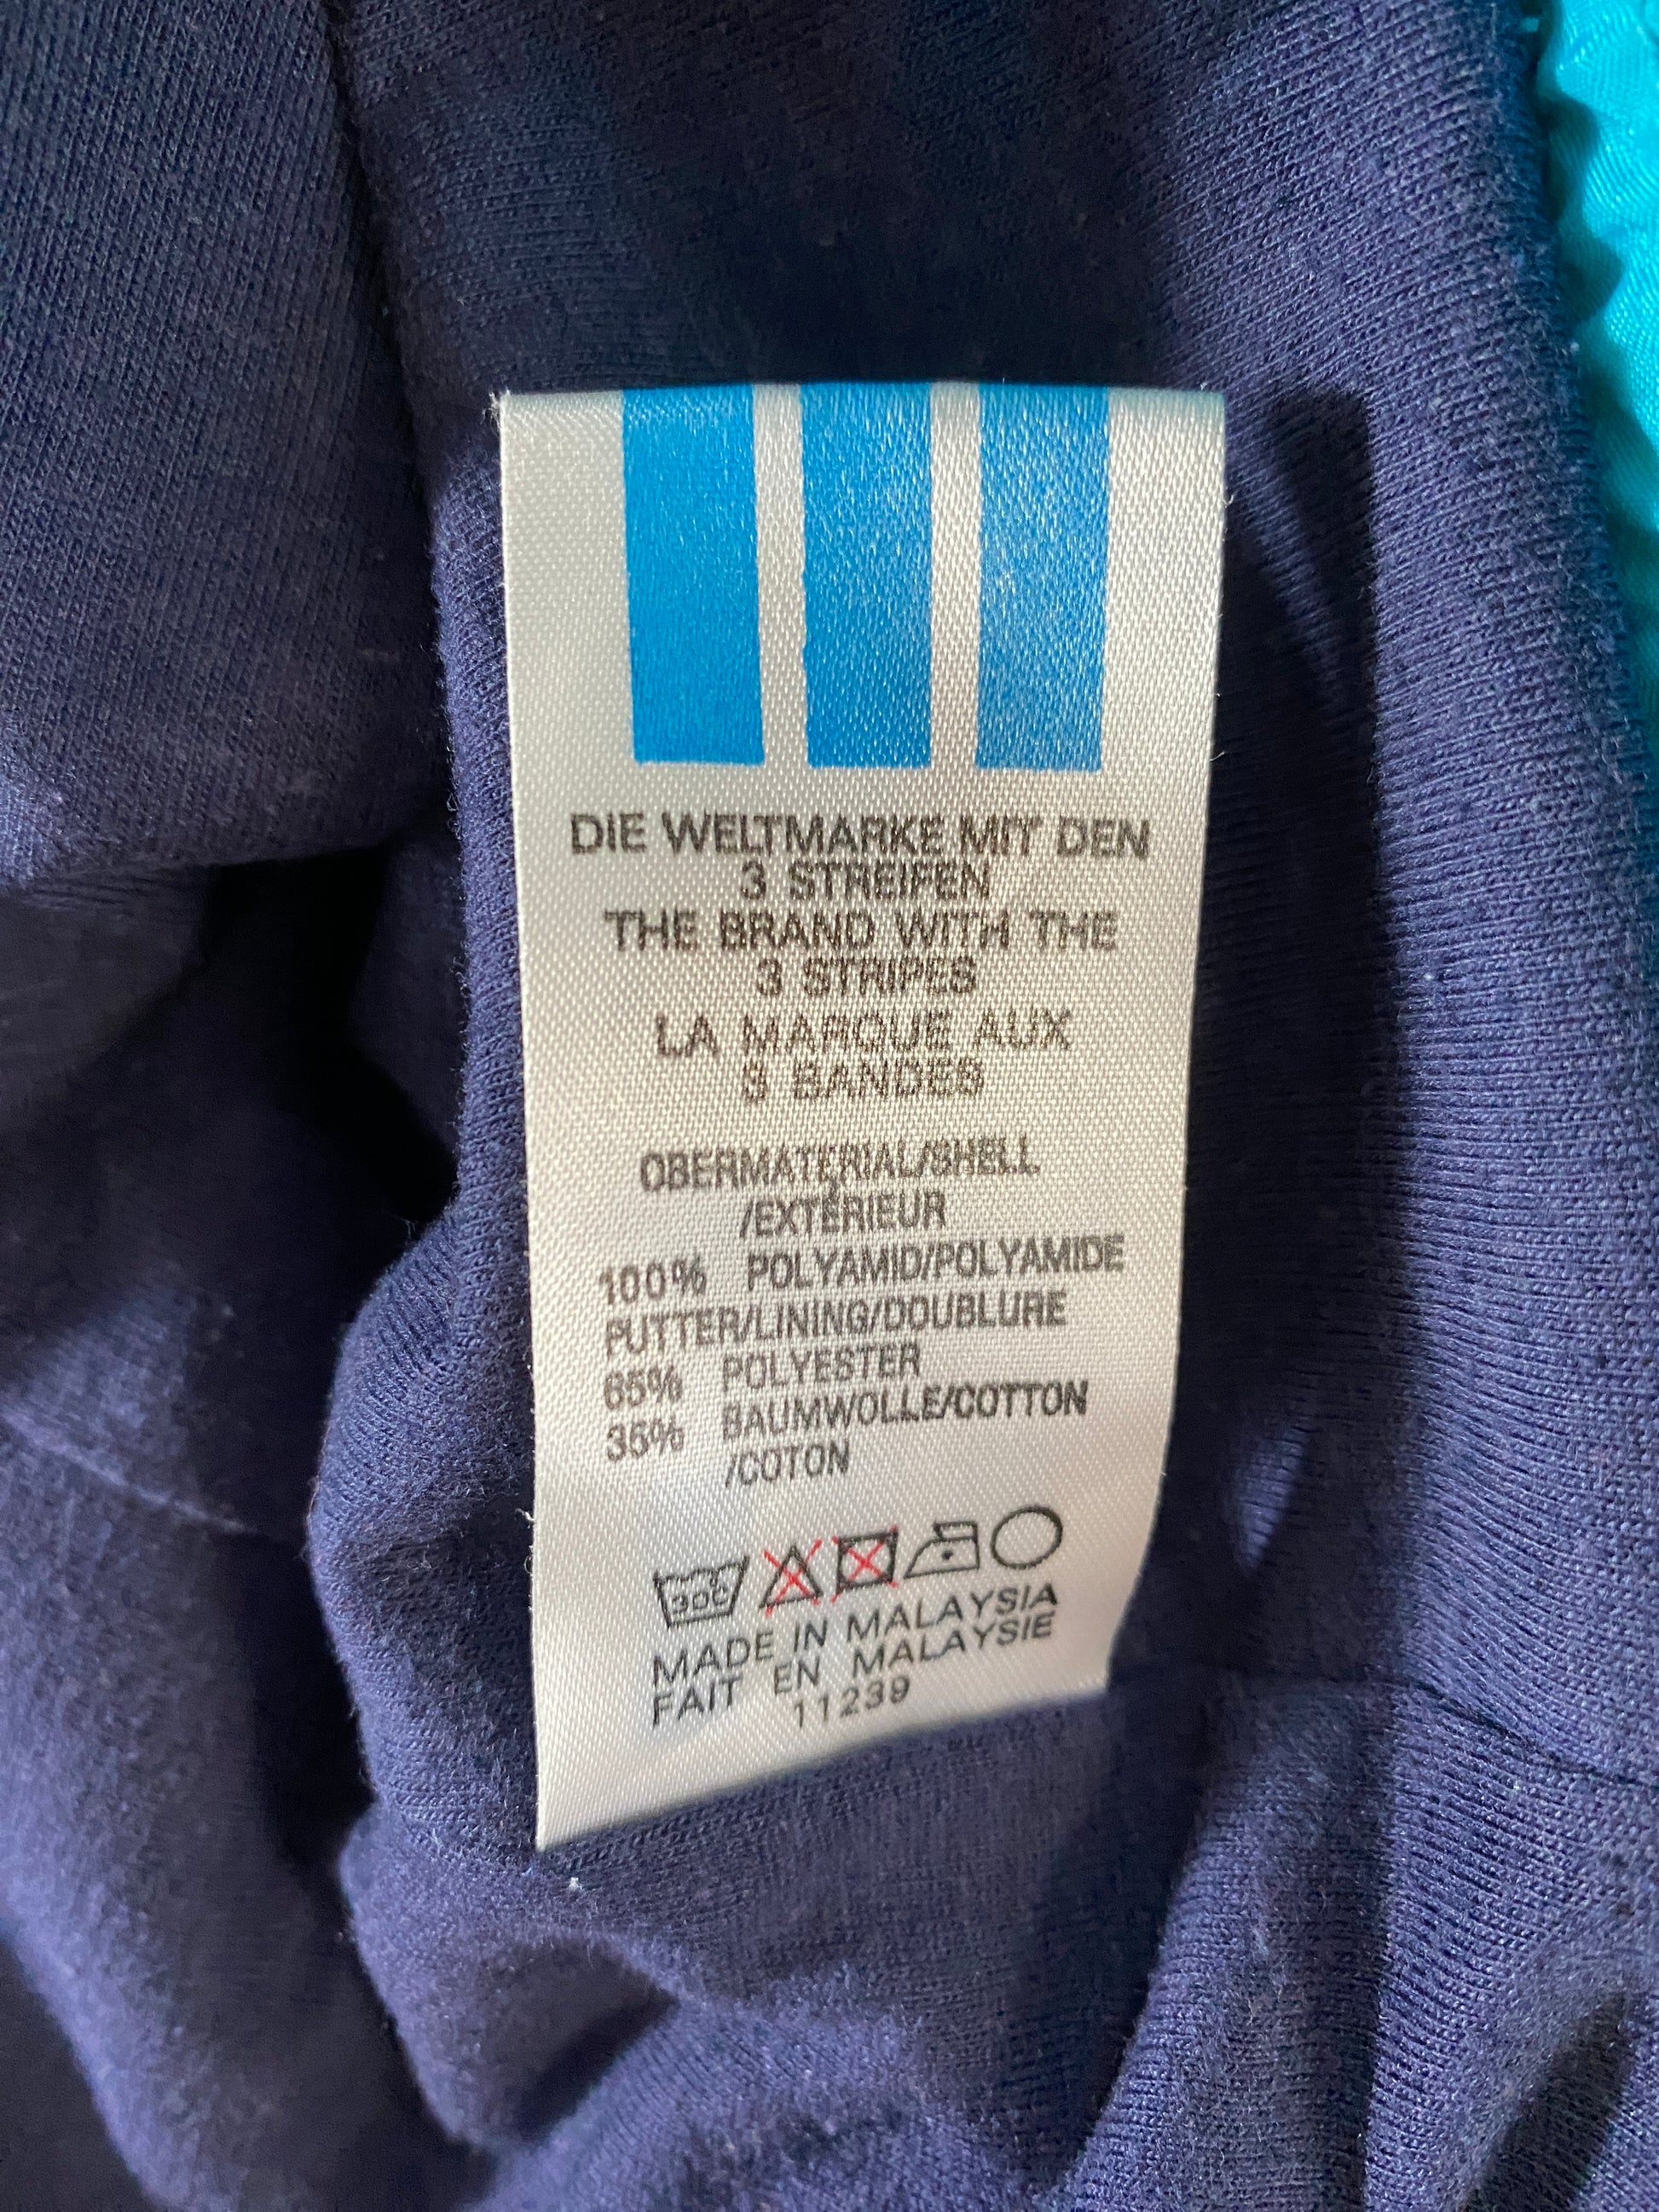 DIE WELTMARKE MIT DEN
3 STREIFEN
THE BRAND WITH THE
3 STRIPES
LA MARQUE AUX
3 BANDES
OBERMATERIAL/SHELL
/EXTÉRIEUR
100% POLYAMID/POLYAMIDE
FUTTER/LINING/DOUBLURE
65% POLYESTER
35% BAUMWOLLE/COTTON
/COTON
30C
MADE IN MALAYSIA
FAIT EN MALAYSIE
11239